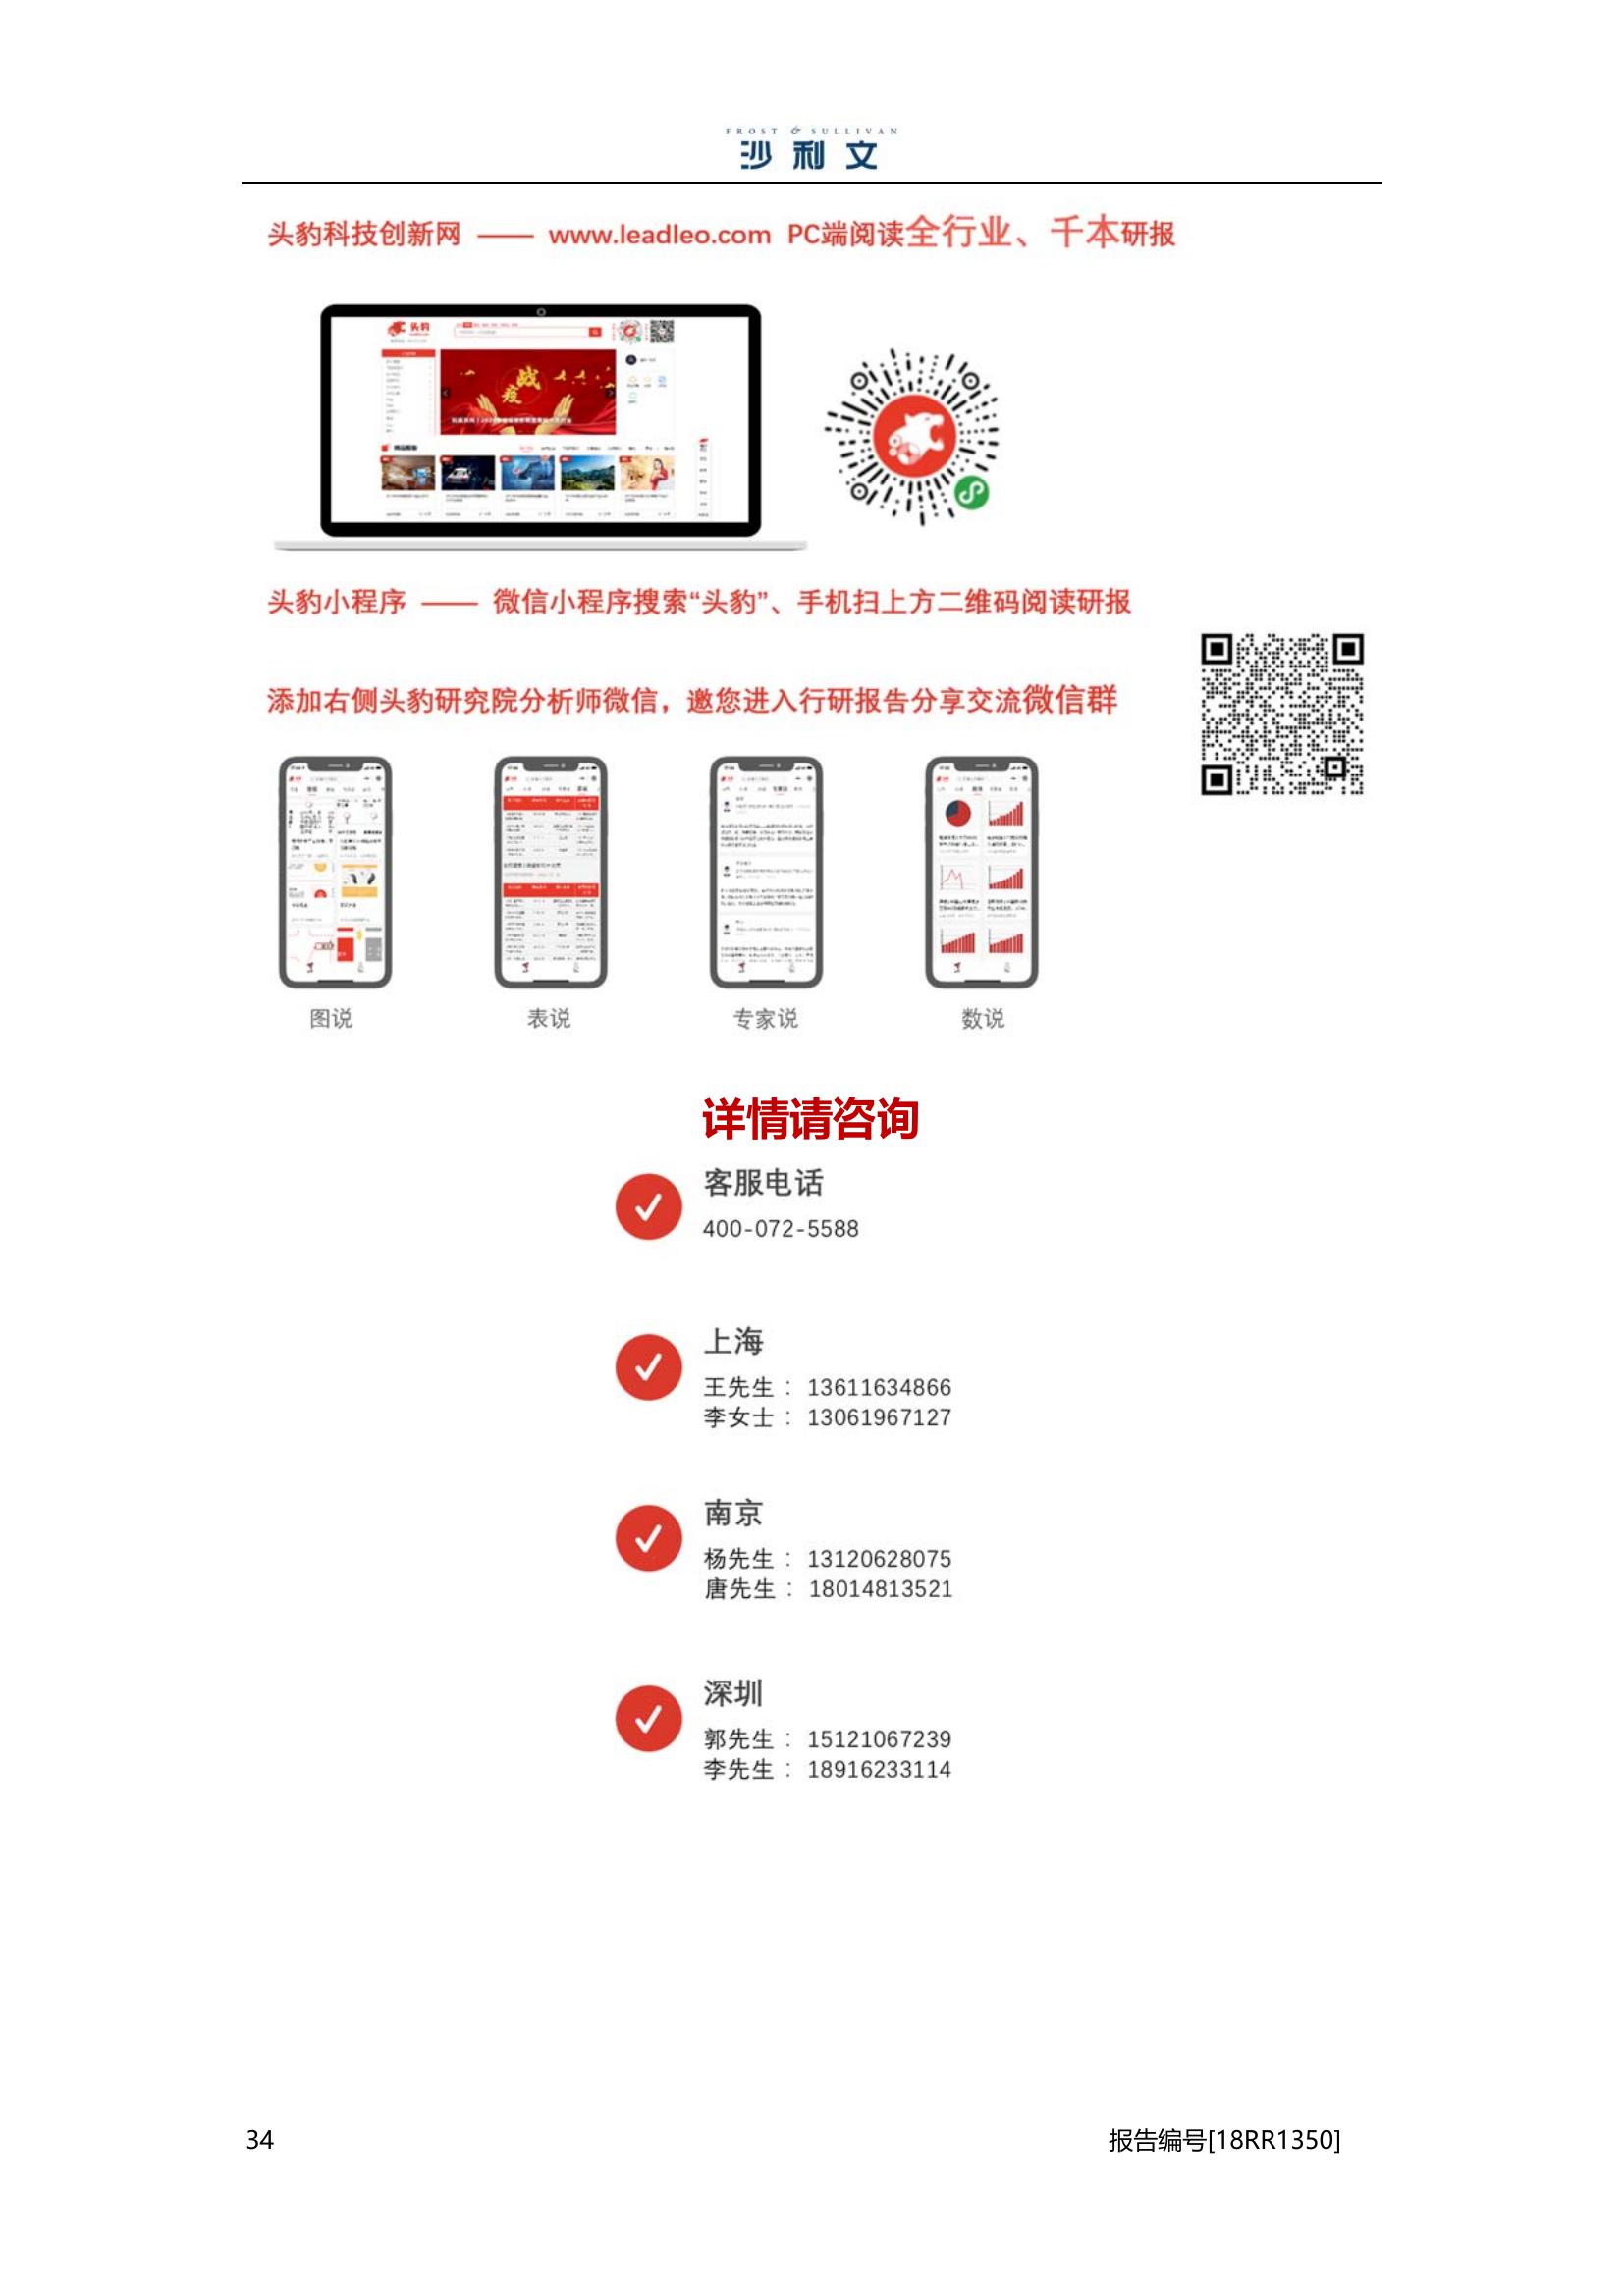 FROST & SULLIVAN
沙利文
头豹科技创新网 —— www.leadleo.com PC端阅读全行业、千本研报
头豹
战
疫
头豹小程序 —— 微信小程序搜索“头豹”、手机扫上方二维码阅读研报
添加右侧头豹研究院分析师微信，邀您进入行研报告分享交流微信群
图说
表说
专家说
数说
详情请咨询
客服电话
400-072-5588
上海
王先生： 13611634866
李女士： 13061967127
南京
杨先生： 13120628075
唐先生： 18014813521
深圳
郭先生： 15121067239
李先生： 18916233114
34
报告编号[18RR1350]